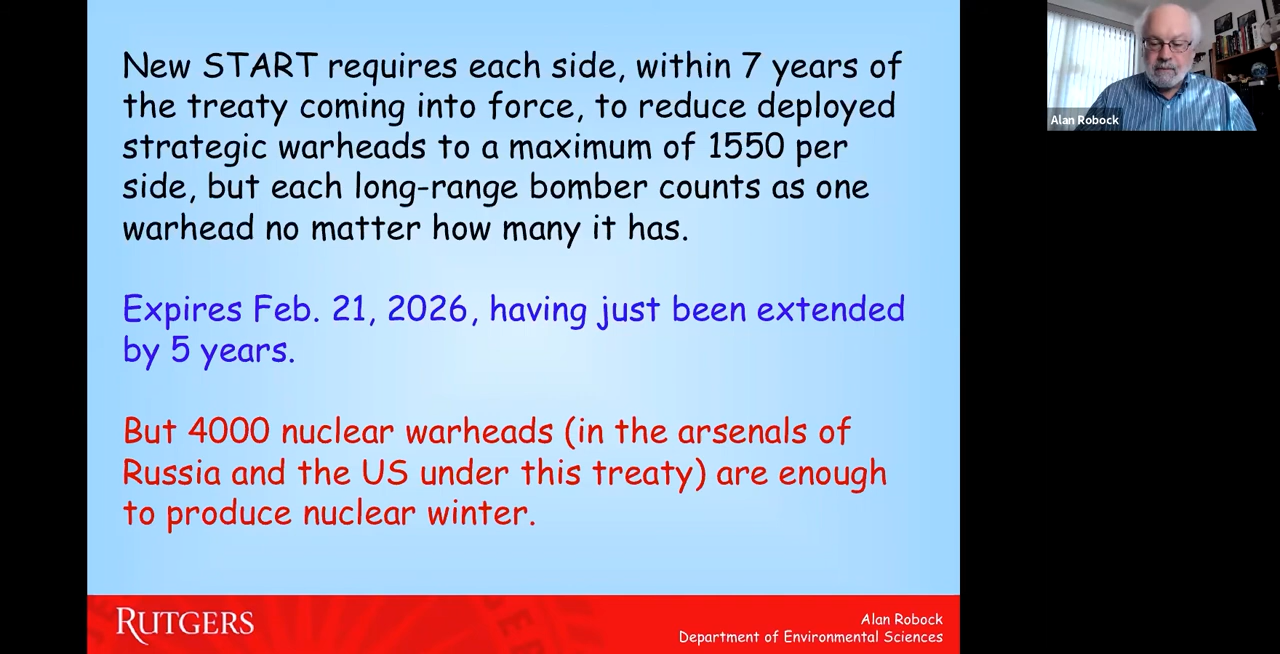 New START requires each side, within 7 years of
the treaty coming into force, to reduce deployed
strategic warheads to a maximum of 1550 per
side, but each long-range bomber counts as one
warhead no matter how many it has.
Expires Feb. 21, 2026, having just been extended
by 5 years.
But 4000 nuclear warheads (in the arsenals of
Russia and the US under this treaty) are enough
to produce nuclear winter.
RUTGERS
Alan Robock
Department of Environmental Sciences
Alan Robock